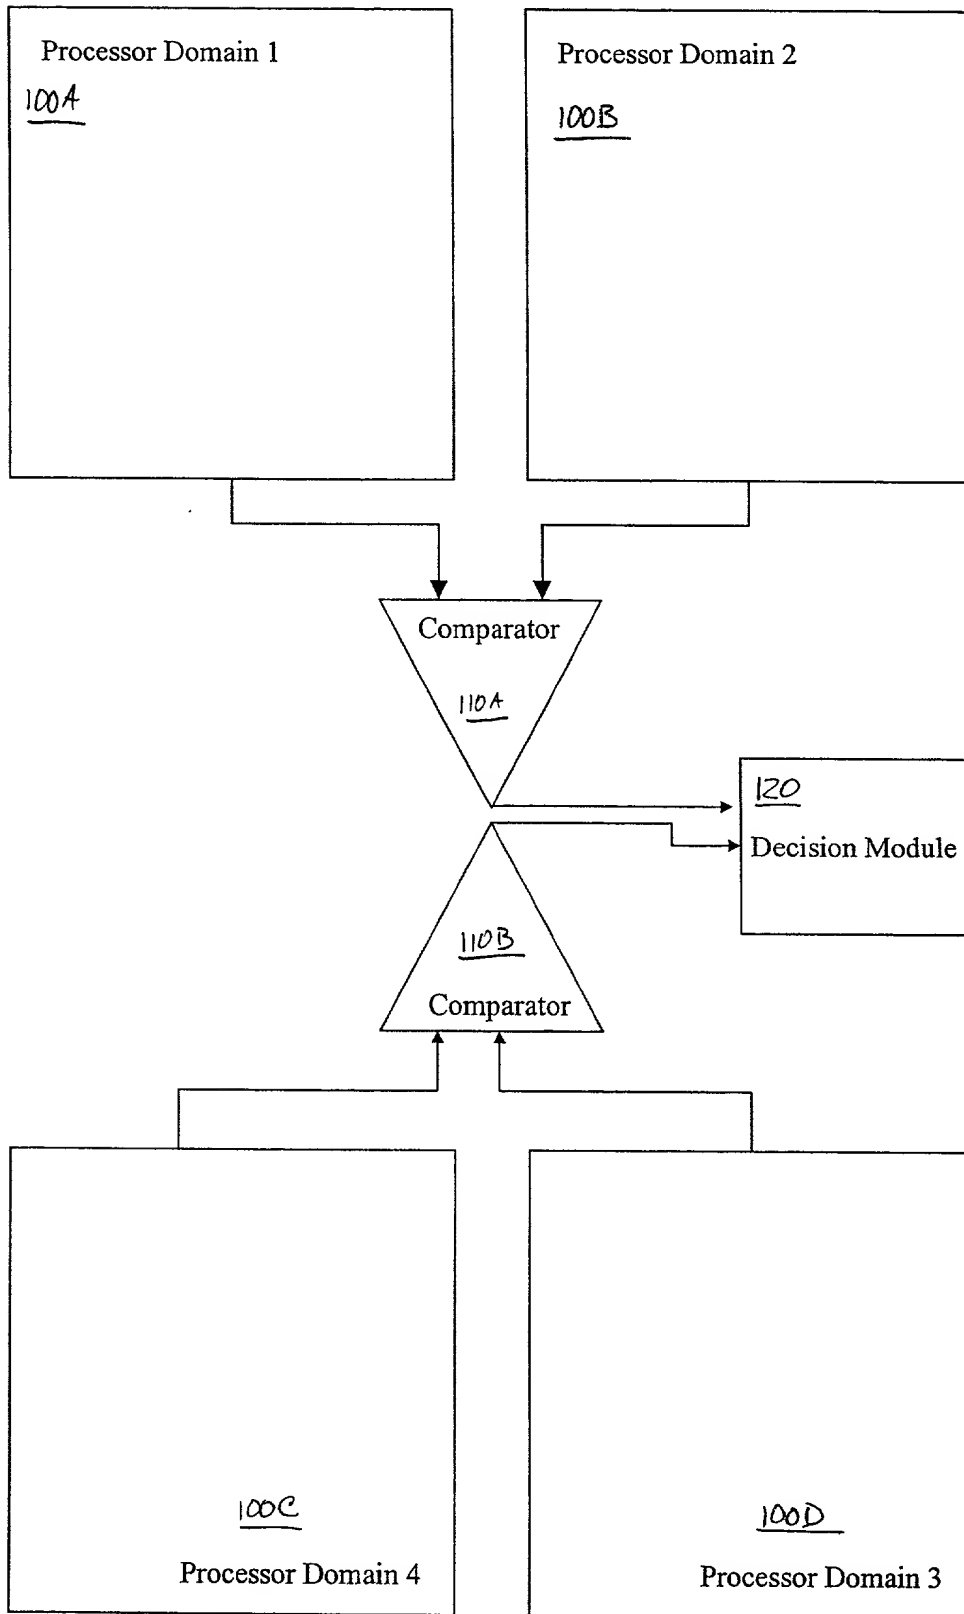 Processor Domain 1
100A
Processor Domain 2
100B
Comparator
110A
120
Decision Module
110B
Comparator
100C
Processor Domain 4
100D
Processor Domain 3